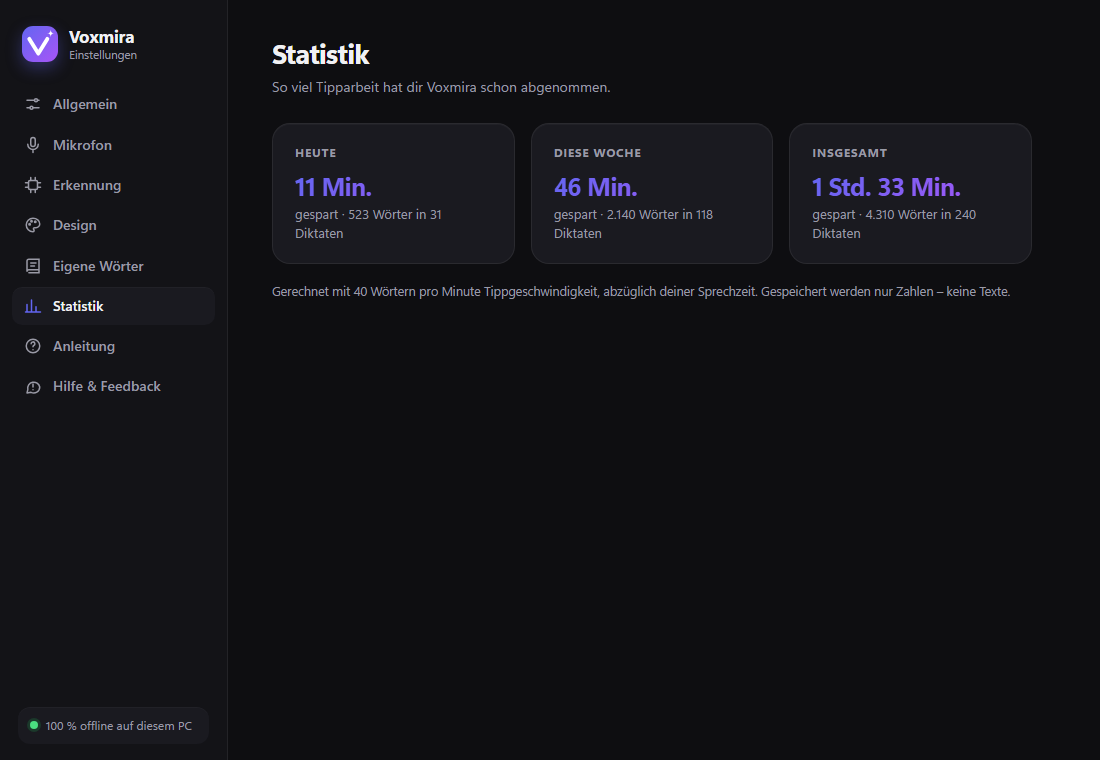 Voxmira
Einstellungen
Allgemein
Mikrofon
Erkennung
Design
Eigene Wörter
Statistik
Anleitung
Hilfe & Feedback
100 % offline auf diesem PC
Statistik
So viel Tipparbeit hat dir Voxmira schon abgenommen.
HEUTE
11 Min.
gespart · 523 Wörter in 31
Diktaten
DIESE WOCHE
46 Min.
gespart · 2.140 Wörter in 118
Diktaten
INSGESAMT
1 Std. 33 Min.
gespart · 4.310 Wörter in 240
Diktaten
Gerechnet mit 40 Wörtern pro Minute Tippgeschwindigkeit, abzüglich deiner Sprechzeit. Gespeichert werden nur Zahlen – keine Texte.